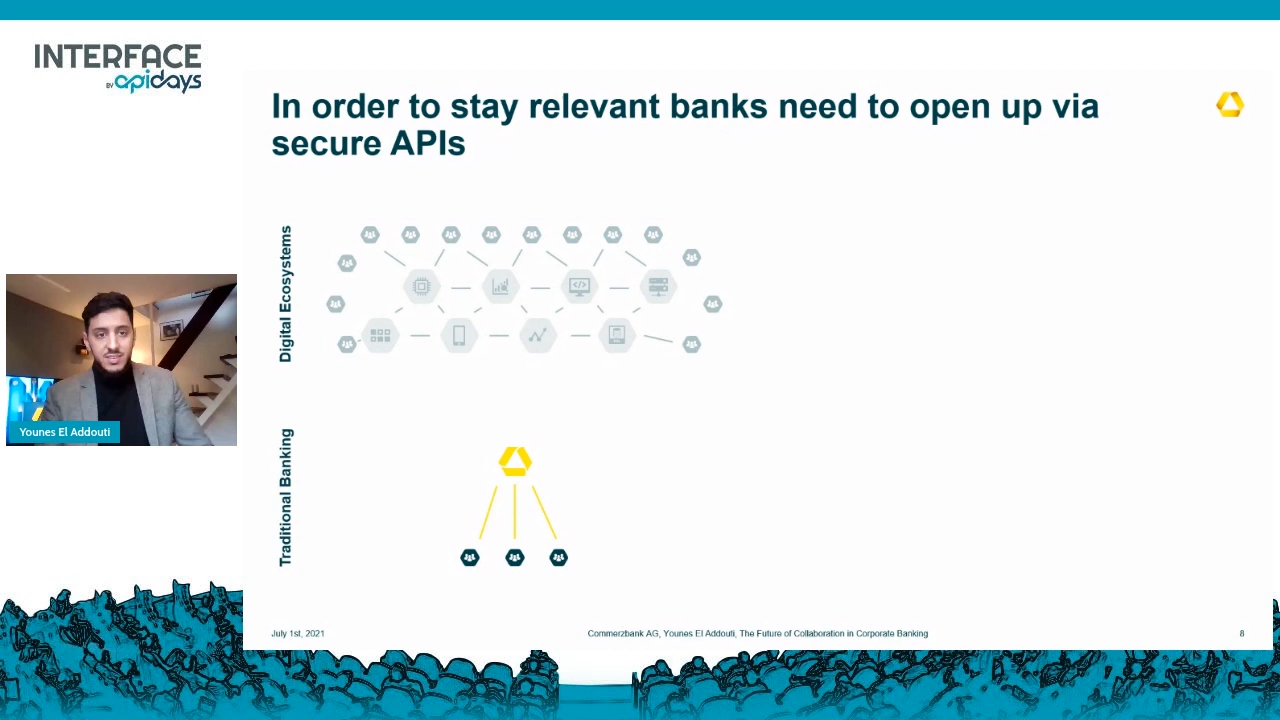 INTERFACE
BY apidays
In order to stay relevant banks need to open up via
secure APIs
Digital Ecosystems
Younes El Addouti
Traditional Banking
July 1st, 2021
Commerzbank AG, Younes El Addouti, The Future of Collaboration in Corporate Banking
8